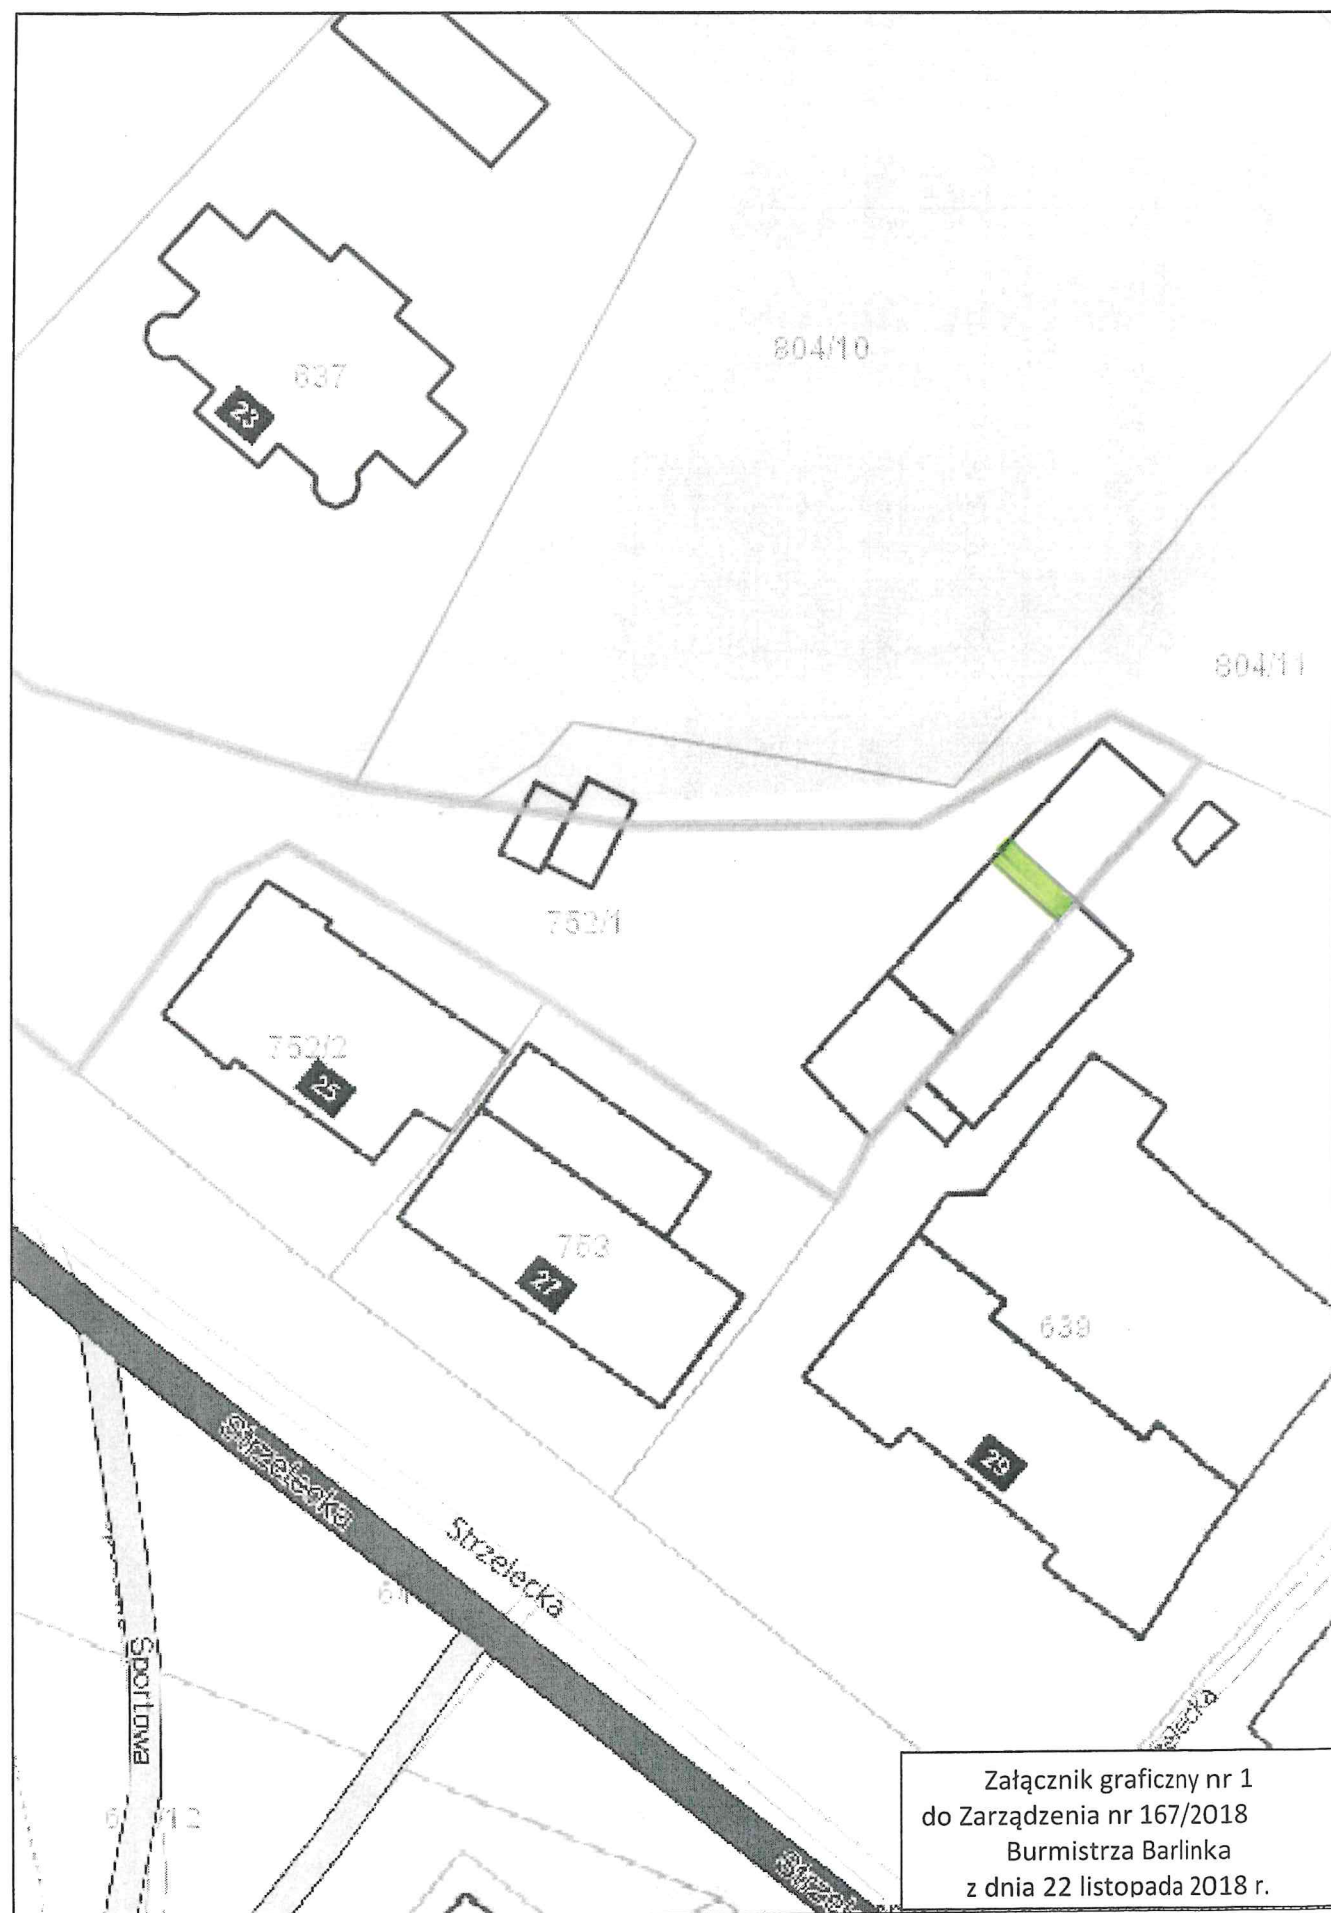 804/10
637
23
804/11
752/1
752/2
25
753
27
639
29
Strzelecka
Strzelecka
Sportowa
Załącznik graficzny nr 1
do Zarządzenia nr 167/2018
Burmistrza Barlinka
z dnia 22 listopada 2018 r.